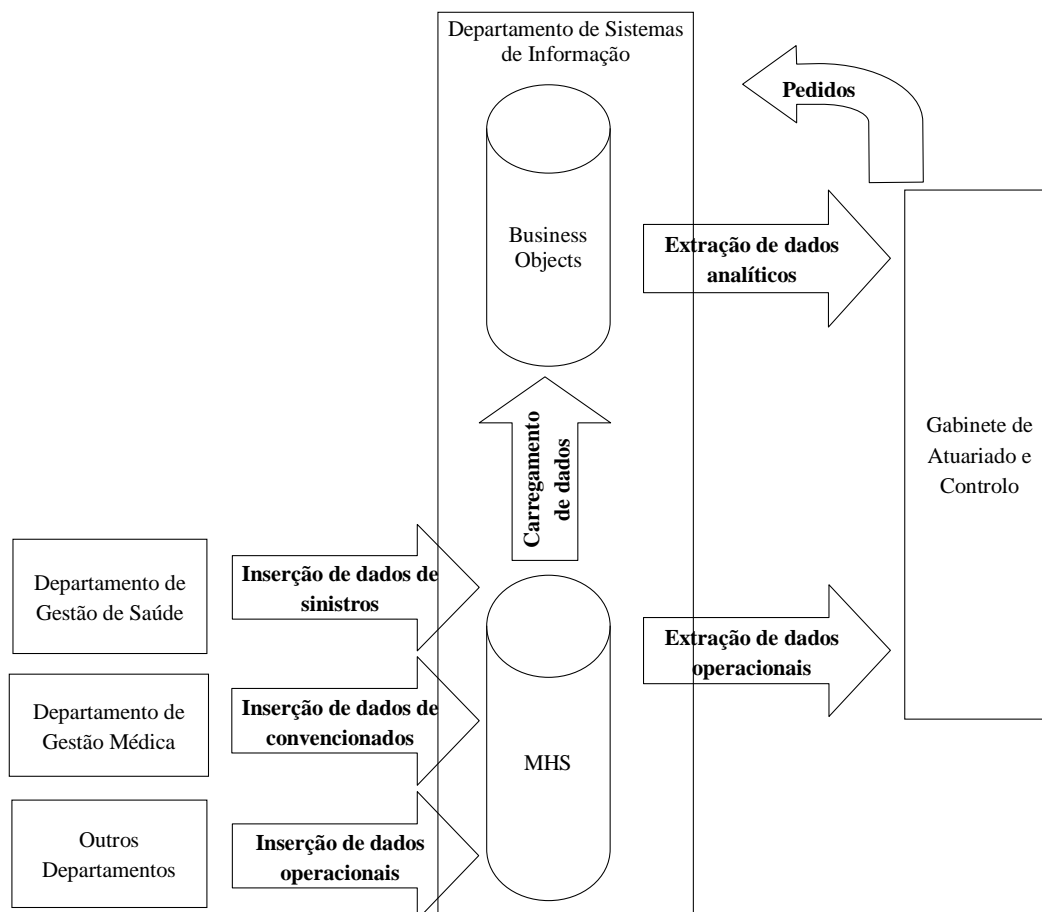 Departamento de Sistemas
de Informação
Pedidos
Business
Objects
Extração de dados
analíticos
Carregamento
de dados
Gabinete de
Atuariado e
Controlo
Departamento de
Gestão de Saúde
Inserção de dados de
sinistros
Extração de dados
operacionais
Departamento de
Gestão Médica
Inserção de dados de
convencionados
MHS
Outros
Departamentos
Inserção de dados
operacionais